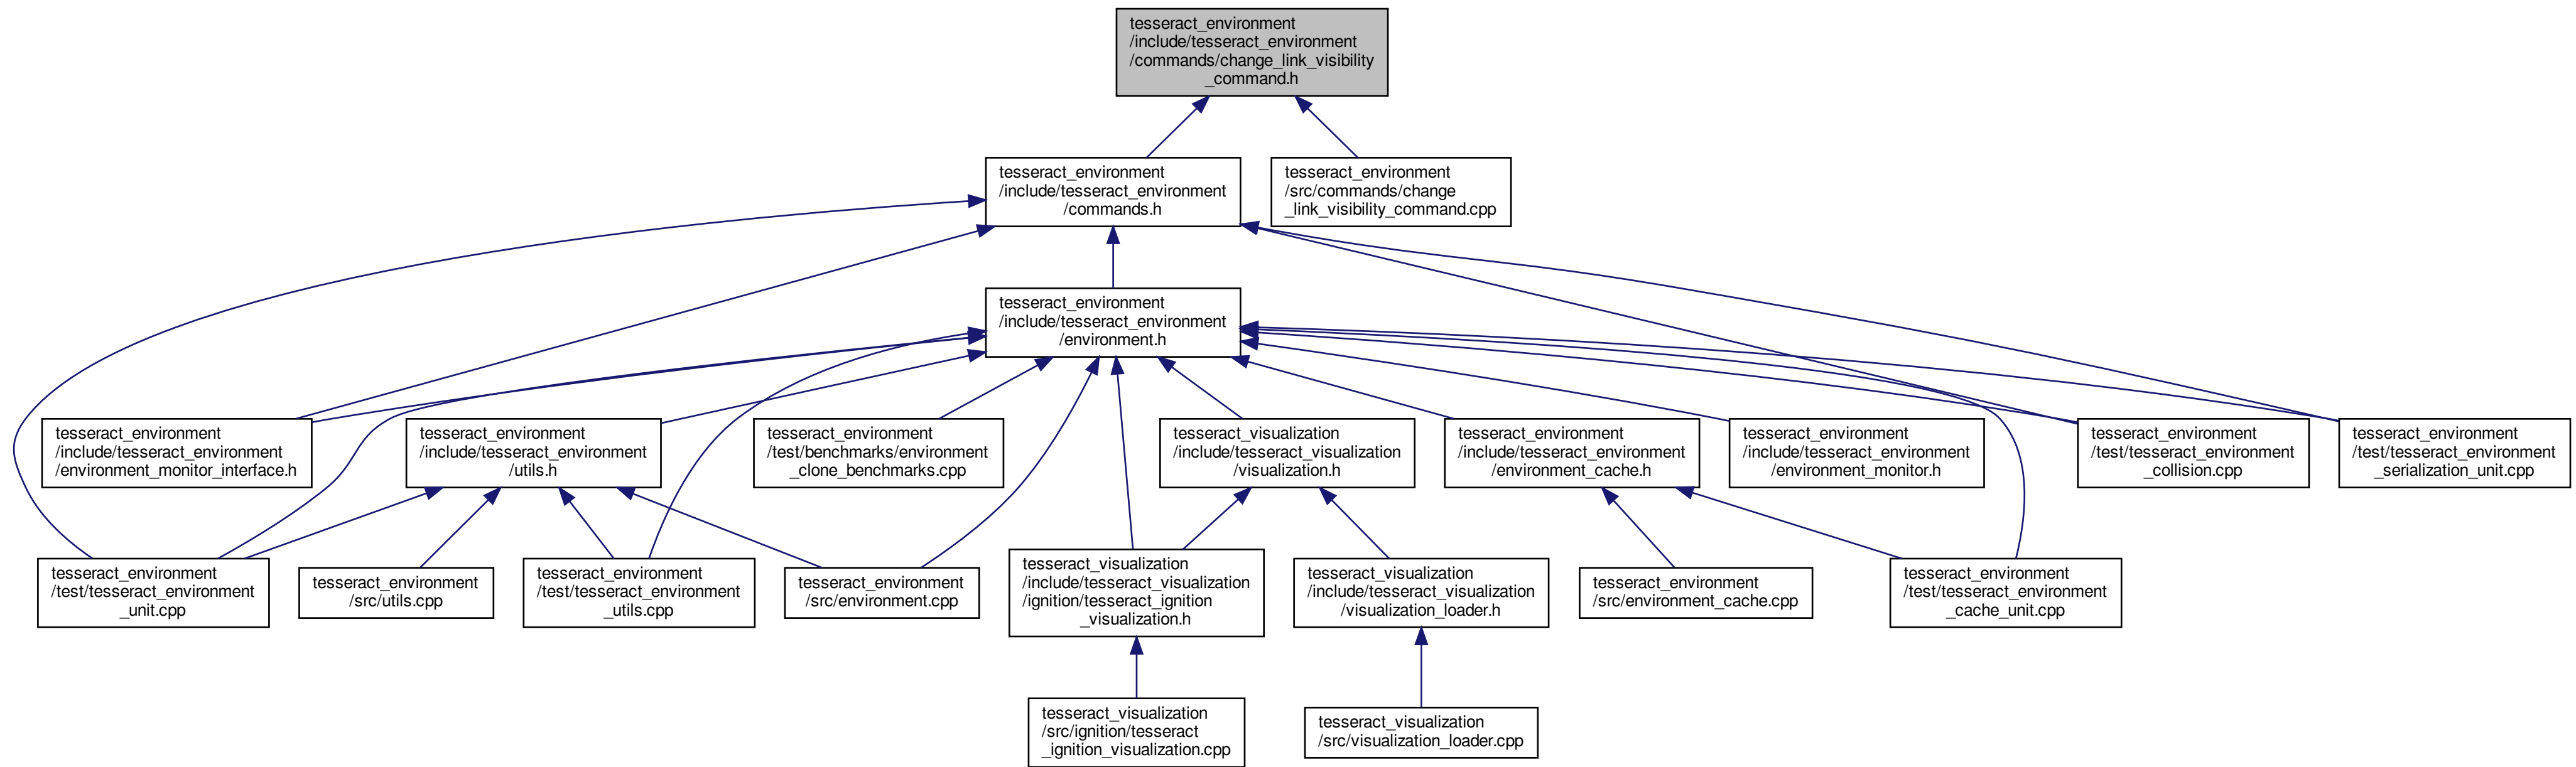 tesseract_environment
/include/tesseract_environment
/commands/change_link_visibility
_command.h
tesseract_environment
/include/tesseract_environment
/commands.h
tesseract_environment
/src/commands/change
_link_visibility_command.cpp
tesseract_environment
/include/tesseract_environment
/environment.h
tesseract_environment
/include/tesseract_environment
/environment_monitor_interface.h
tesseract_environment
/include/tesseract_environment
/utils.h
tesseract_environment
/test/benchmarks/environment
_clone_benchmarks.cpp
tesseract_visualization
/include/tesseract_visualization
/visualization.h
tesseract_environment
/include/tesseract_environment
/environment_cache.h
tesseract_environment
/include/tesseract_environment
/environment_monitor.h
tesseract_environment
/test/tesseract_environment
_collision.cpp
tesseract_environment
/test/tesseract_environment
_serialization_unit.cpp
tesseract_environment
/test/tesseract_environment
_unit.cpp
tesseract_environment
/src/utils.cpp
tesseract_environment
/test/tesseract_environment
_utils.cpp
tesseract_environment
/src/environment.cpp
tesseract_visualization
/include/tesseract_visualization
/ignition/tesseract_ignition
_visualization.h
tesseract_visualization
/include/tesseract_visualization
/visualization_loader.h
tesseract_environment
/src/environment_cache.cpp
tesseract_environment
/test/tesseract_environment
_cache_unit.cpp
tesseract_visualization
/src/ignition/tesseract
_ignition_visualization.cpp
tesseract_visualization
/src/visualization_loader.cpp